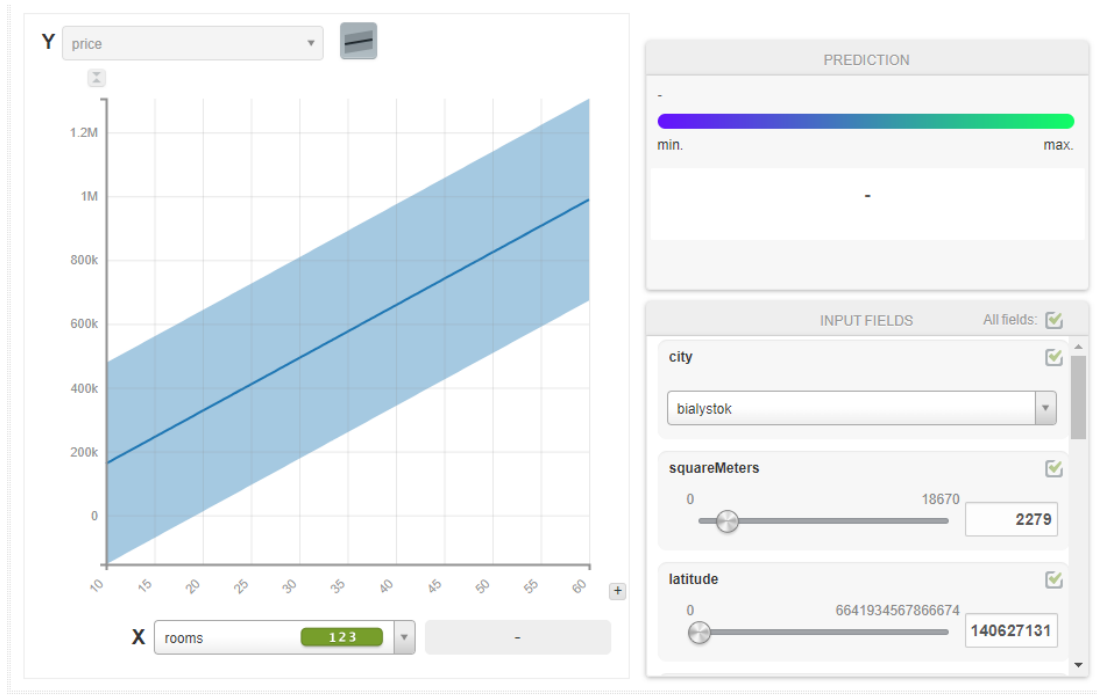 Y price
1.2M
1M
800k
600k
400k
200k
0
10 15 20 25 30 35 40 45 50 55 60
+
X rooms 123 -
PREDICTION
-
min. max.
-
INPUT FIELDS All fields:
city
bialystok
squareMeters
0 18670
2279
latitude
0 6641934567866674
140627131